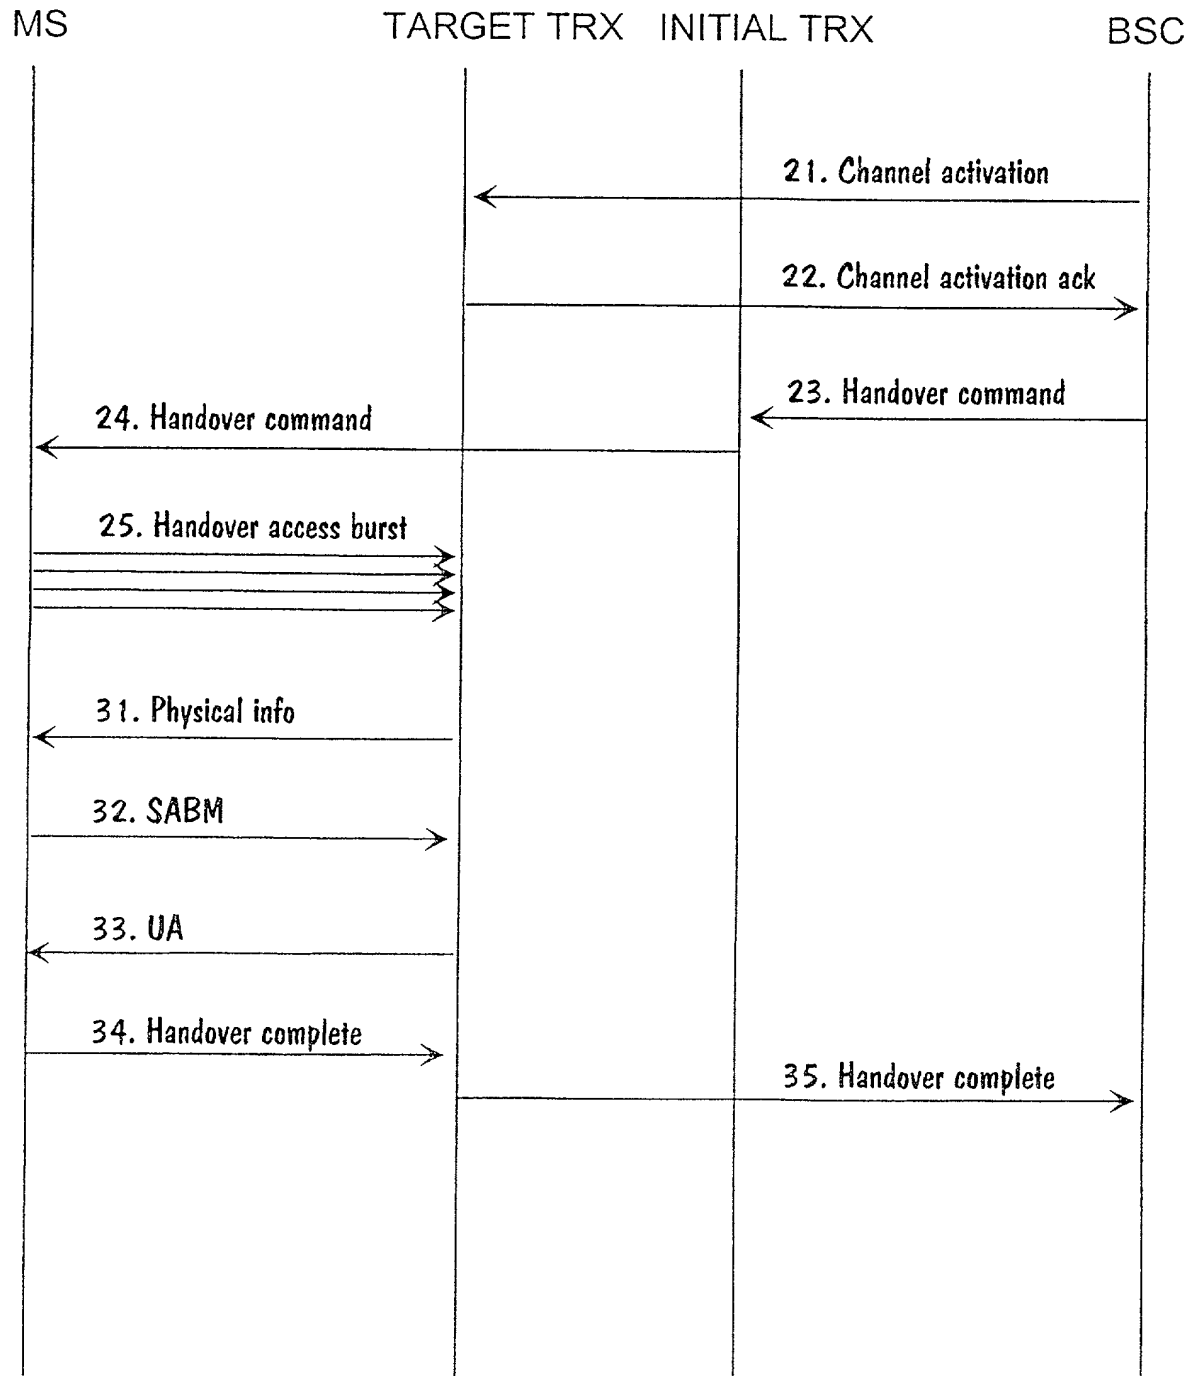 MS TARGET TRX INITIAL TRX BSC
21. Channel activation
22. Channel activation ack
23. Handover command
24. Handover command
25. Handover access burst
31. Physical info
32. SABM
33. UA
34. Handover complete
35. Handover complete